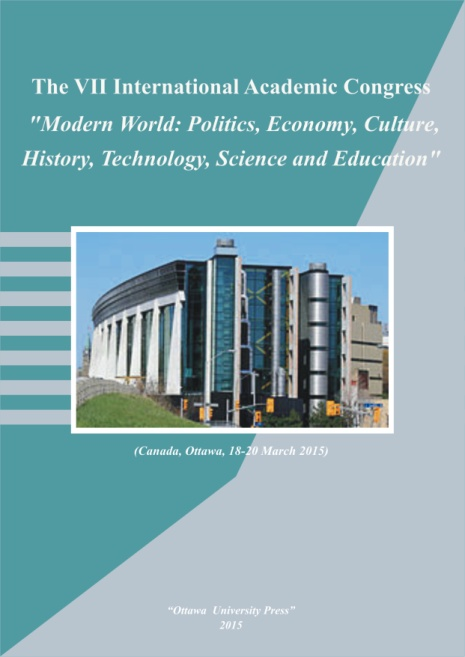 The VII International Academic Congress
"Modern World: Politics, Economy, Culture,
History, Technology, Science and Education"
(Canada, Ottawa, 18-20 March 2015)
“Ottawa University Press”
2015